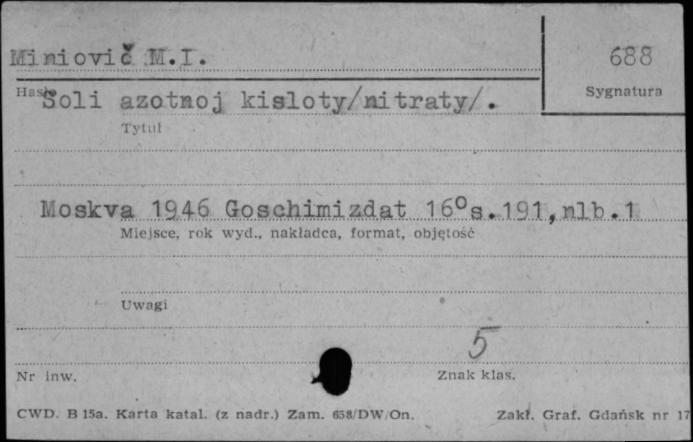 Miniovič M.I.
688
Hasło
Sygnatura
Soli azotnoj kisloty/nitraty/.
Tytuł
Moskva 1946 Goschimizdat 16⁰s.191,nlb.1
Miejsce, rok wyd., nakładca, format, objętość
Uwagi
5
Nr inw.
Znak klas.
CWD. B 15a. Karta katal. (z nadr.) Zam. 658/DW/On.
Zakł. Graf. Gdańsk nr 17